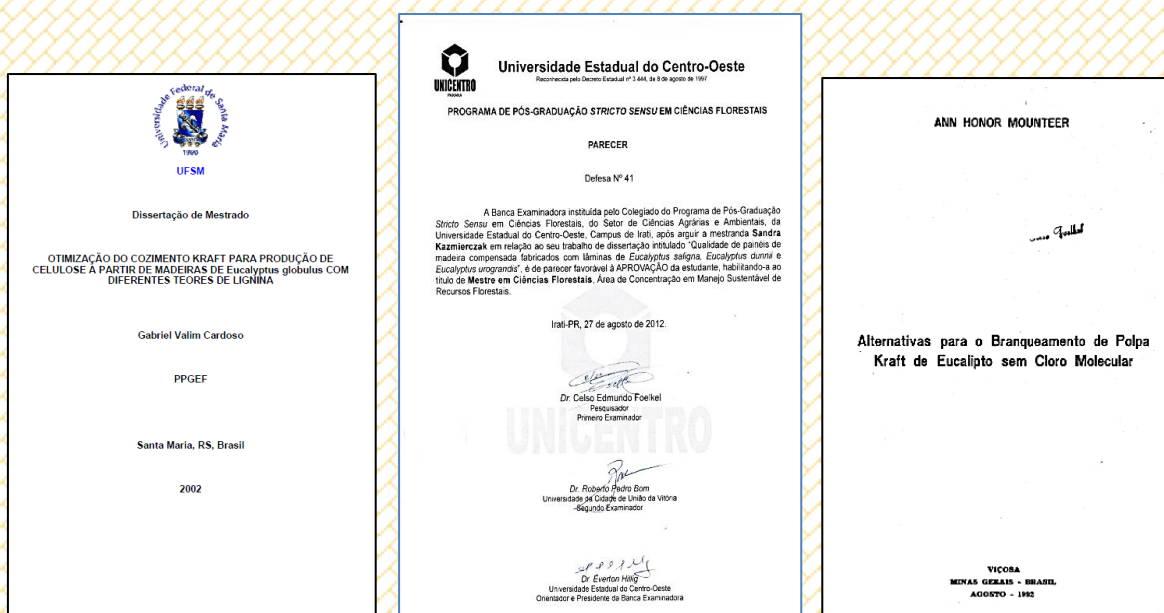 Universidade Federal de Santa Maria
1960
UFSM
Dissertação de Mestrado
OTIMIZAÇÃO DO COZIMENTO KRAFT PARA PRODUÇÃO DE
CELULOSE A PARTIR DE MADEIRAS DE Eucalyptus globulus COM
DIFERENTES TEORES DE LIGNINA
Gabriel Valim Cardoso
PPGEF
Santa Maria, RS, Brasil
2002
UNICENTRO
PARANÁ
Universidade Estadual do Centro-Oeste
Reconhecida pelo Decreto Estadual nº 3.444, de 8 de agosto de 1997
PROGRAMA DE PÓS-GRADUAÇÃO STRICTO SENSU EM CIÊNCIAS FLORESTAIS
PARECER
Defesa Nº 41
A Banca Examinadora instituída pelo Colegiado do Programa de Pós-Graduação
Stricto Sensu em Ciências Florestais, do Setor de Ciências Agrárias e Ambientais, da
Universidade Estadual do Centro-Oeste, Campus de Irati, após arguir a mestranda Sandra
Kazmierczak em relação ao seu trabalho de dissertação intitulado "Qualidade de painéis de
madeira compensada fabricados com lâminas de Eucalyptus saligna, Eucalyptus dunnii e
Eucalyptus urograndis", é de parecer favorável à APROVAÇÃO da estudante, habilitando-a ao
título de Mestre em Ciências Florestais, Área de Concentração em Manejo Sustentável de
Recursos Florestais.
Irati-PR, 27 de agosto de 2012.
Dr. Celso Edmundo Foelkel
Pesquisador
Primeiro Examinador
UNICENTRO
Dr. Roberto Pedro Bom
Universidade da Cidade de União da Vitória
Segundo Examinador
Dr. Éverton Hillig
Universidade Estadual do Centro-Oeste
Orientador e Presidente da Banca Examinadora
ANN HONOR MOUNTEER
Celso Foelkel
Alternativas para o Branqueamento de Polpa
Kraft de Eucalipto sem Cloro Molecular
VIÇOSA
MINAS GERAIS - BRASIL
AGOSTO - 1992